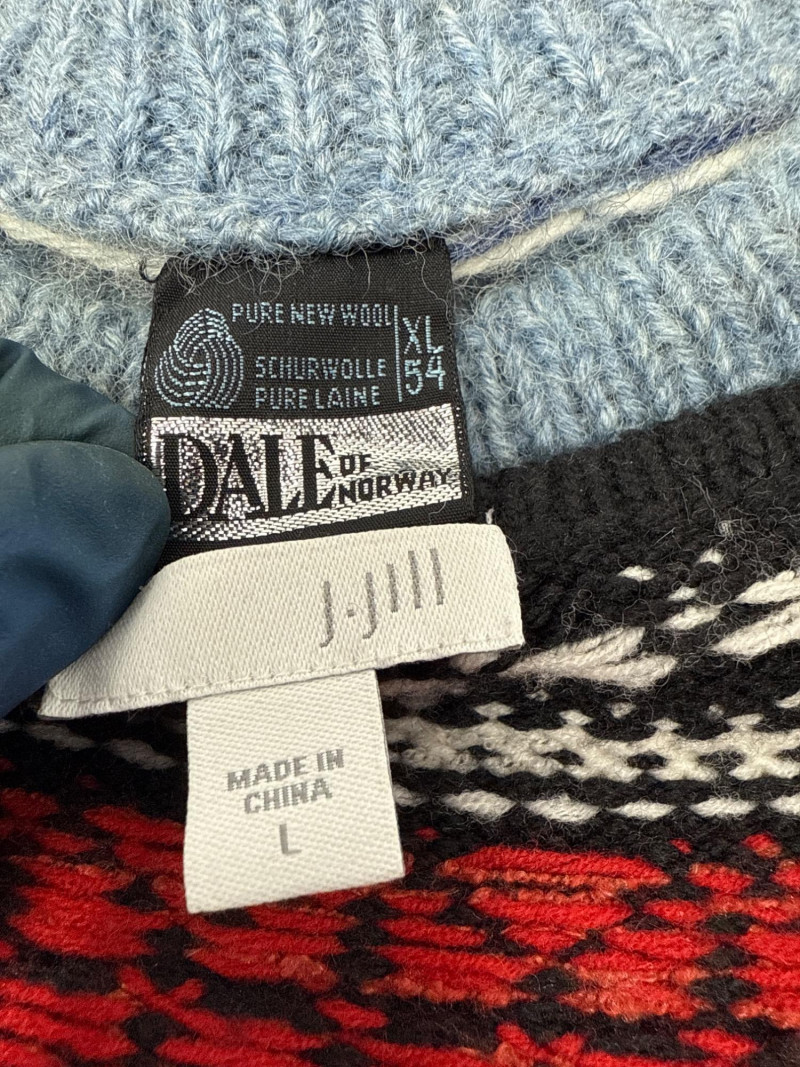 PURE NEW WOOL
SCHURWOLLE
PURE LAINE
XL
54
DALE OF NORWAY
J.Jill
MADE IN
CHINA
L